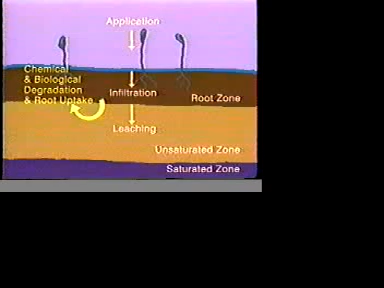 Application
Chemical
& Biological
Degradation
& Root Uptake
Infiltration
Root Zone
Leaching
Unsaturated Zone
Saturated Zone